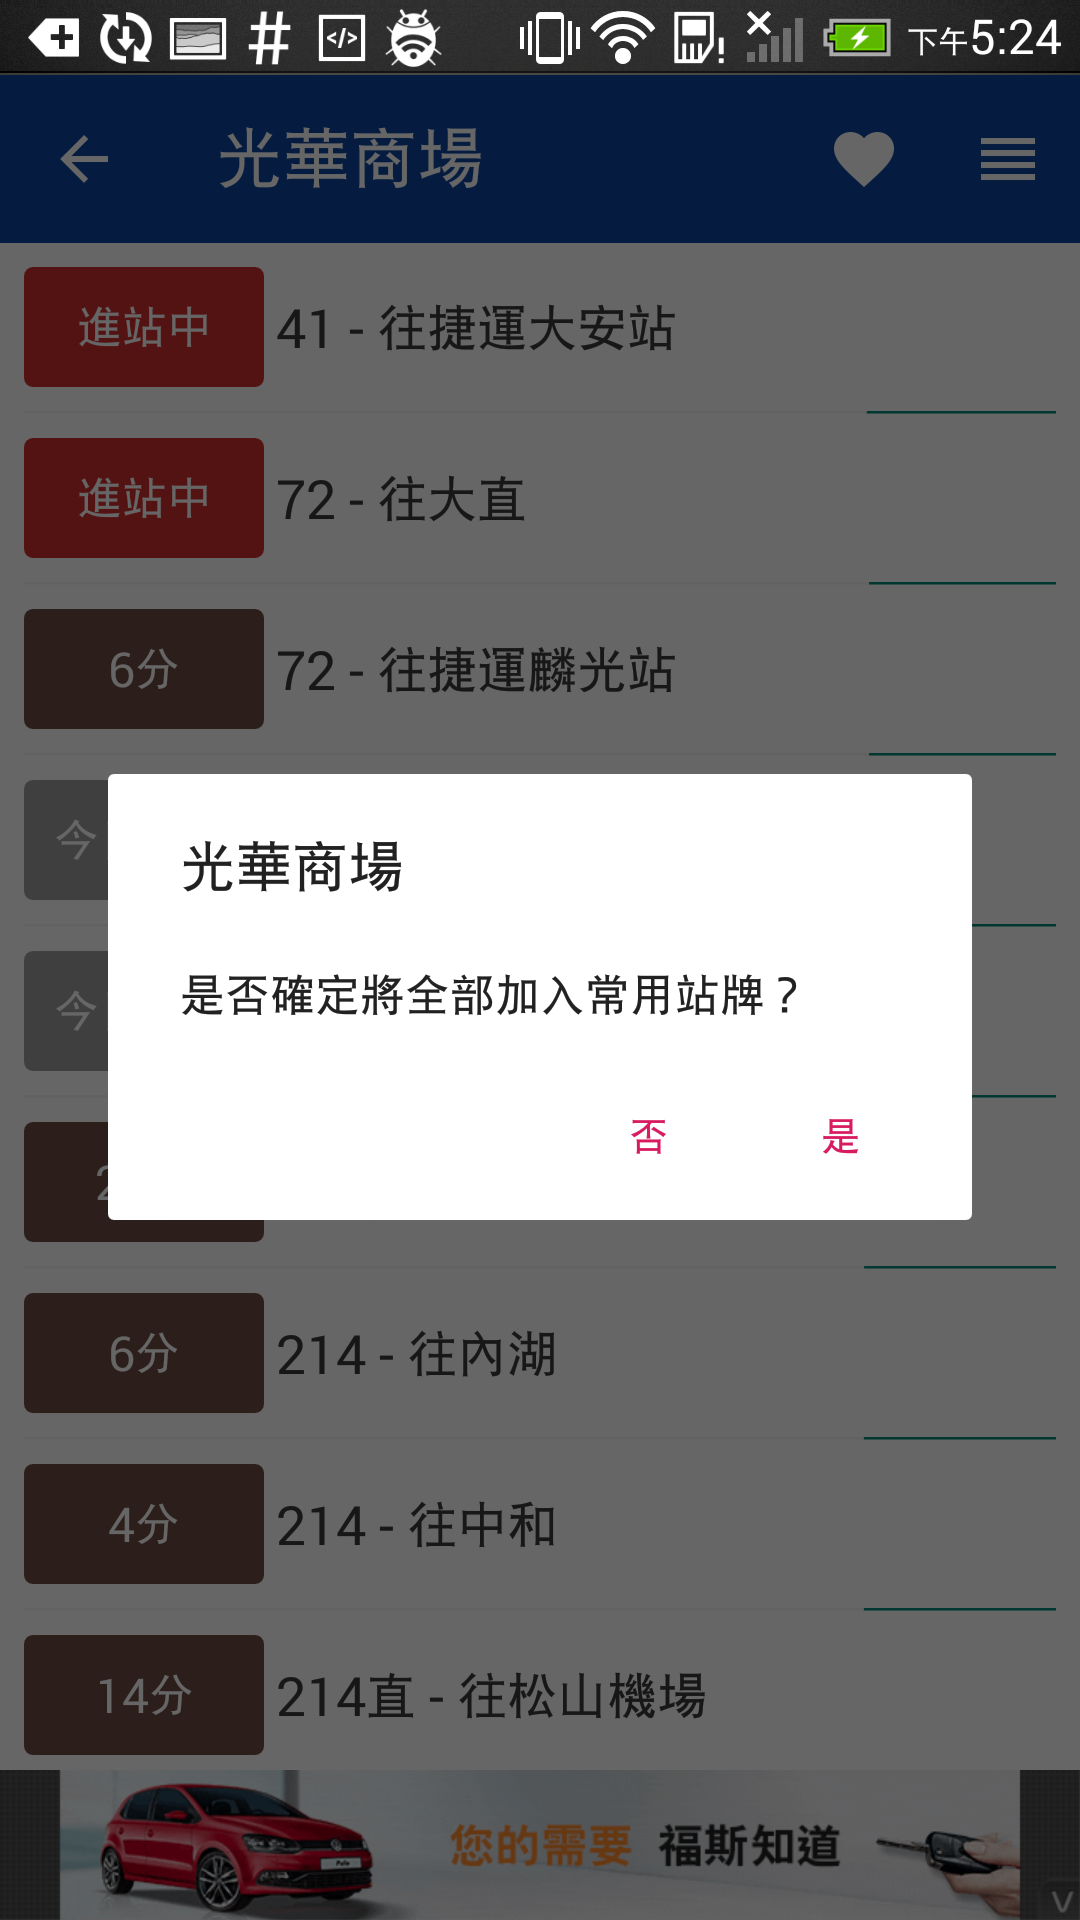 下午5:24
光華商場
進站中 41 - 往捷運大安站
進站中 72 - 往大直
6分 72 - 往捷運麟光站
今
光華商場
今
是否確定將全部加入常用站牌？
否 是
2
6分 214 - 往內湖
4分 214 - 往中和
14分 214直 - 往松山機場
您的需要 福斯知道